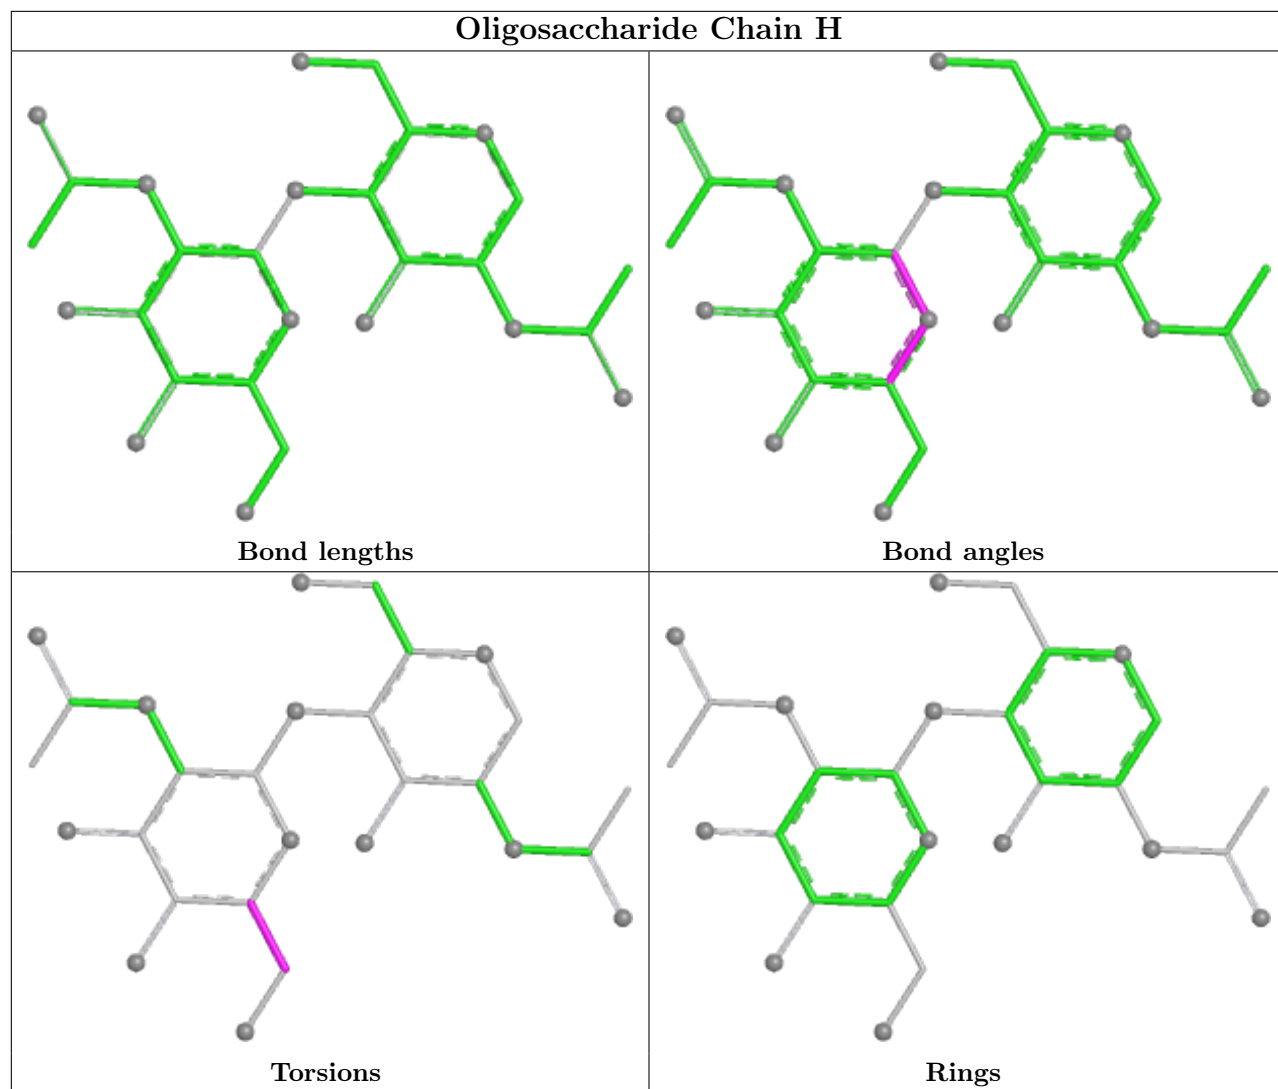 Oligosaccharide Chain H
Bond lengths
Bond angles
Torsions
Rings